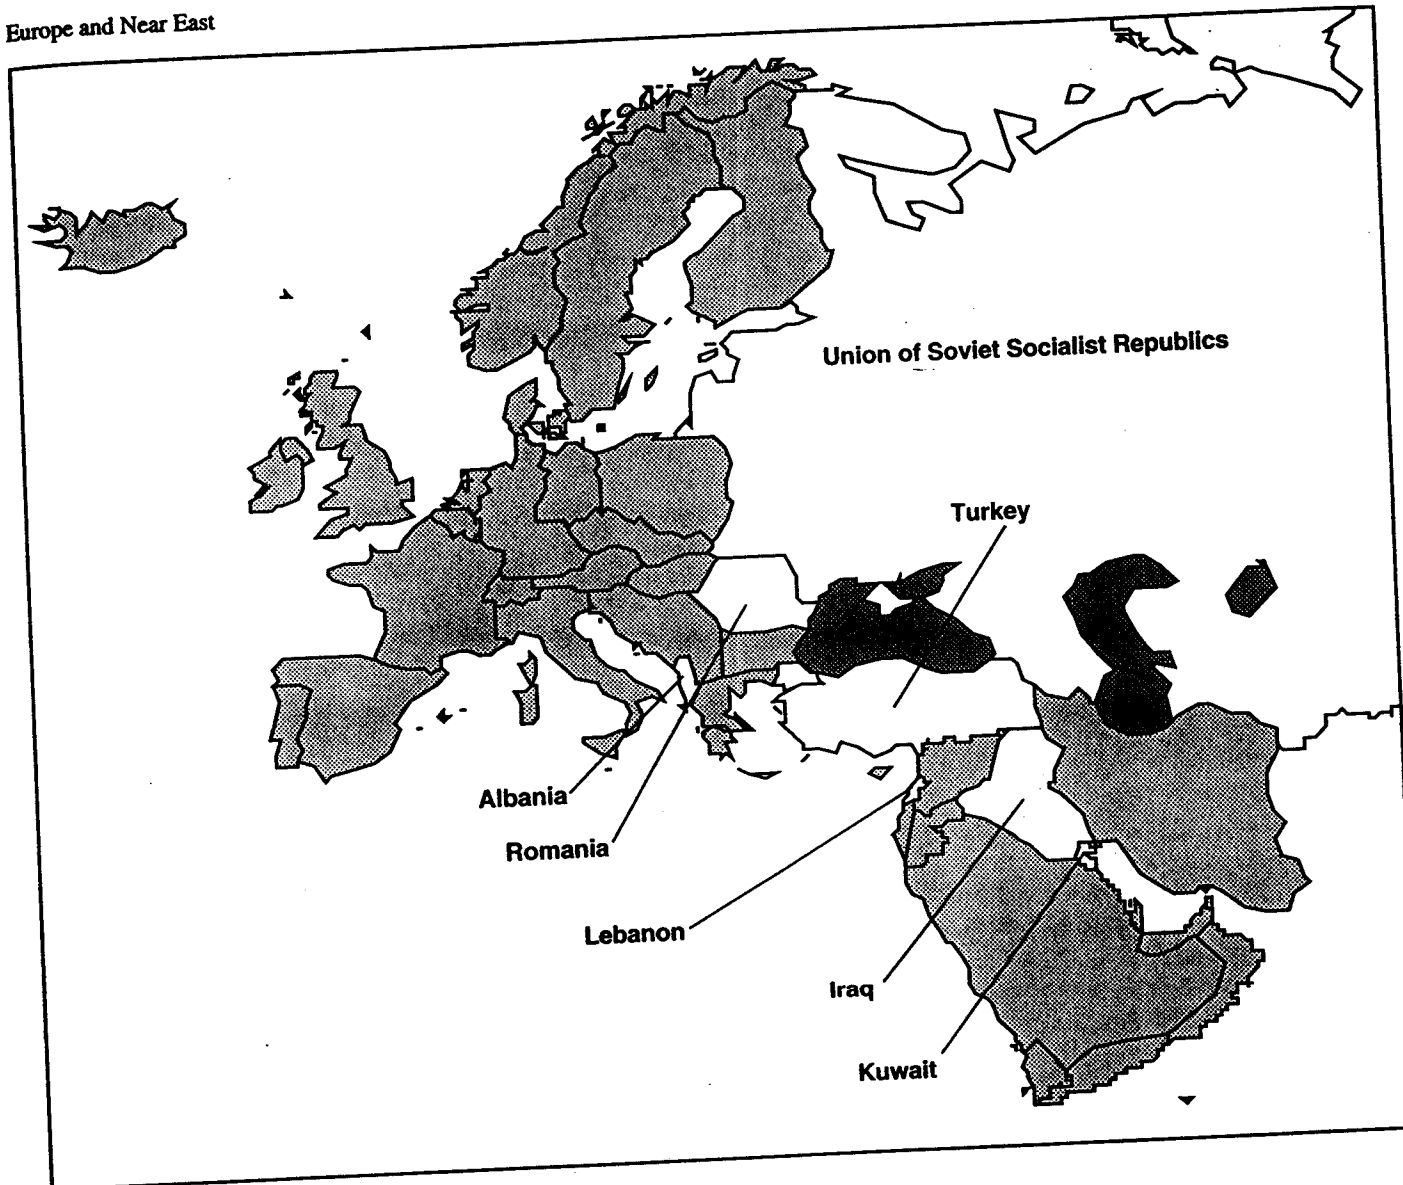 Europe and Near East
Union of Soviet Socialist Republics
Turkey
Albania
Romania
Lebanon
Iraq
Kuwait